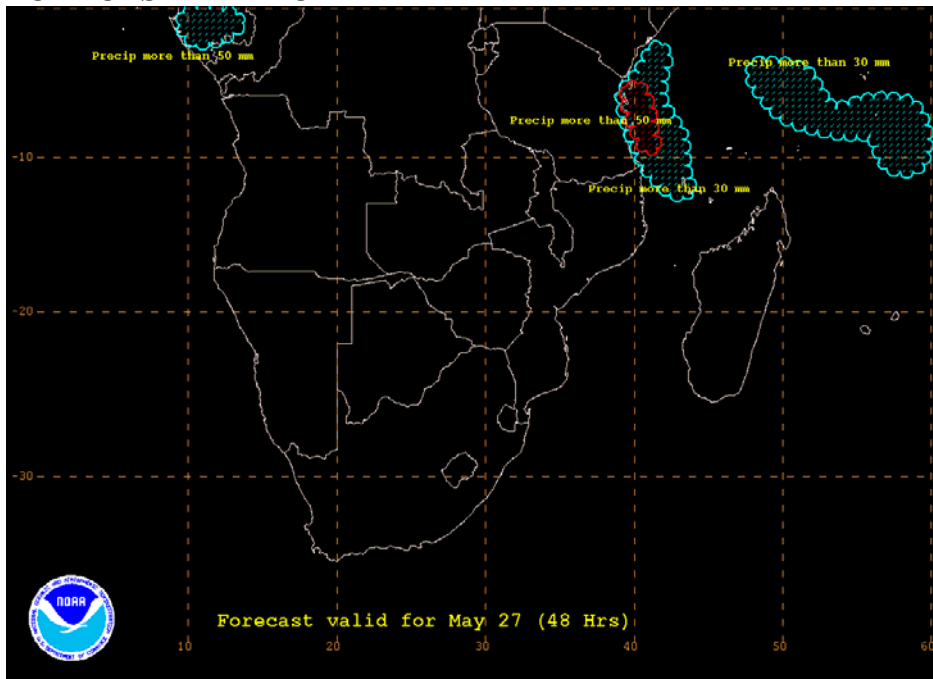 Precip more than 50 mm
Precip more than 30 mm
Precip more than 50 mm
-10
Precip more than 30 mm
-20
-30
NOAA
Forecast valid for May 27 (48 Hrs)
10
20
30
40
50
60